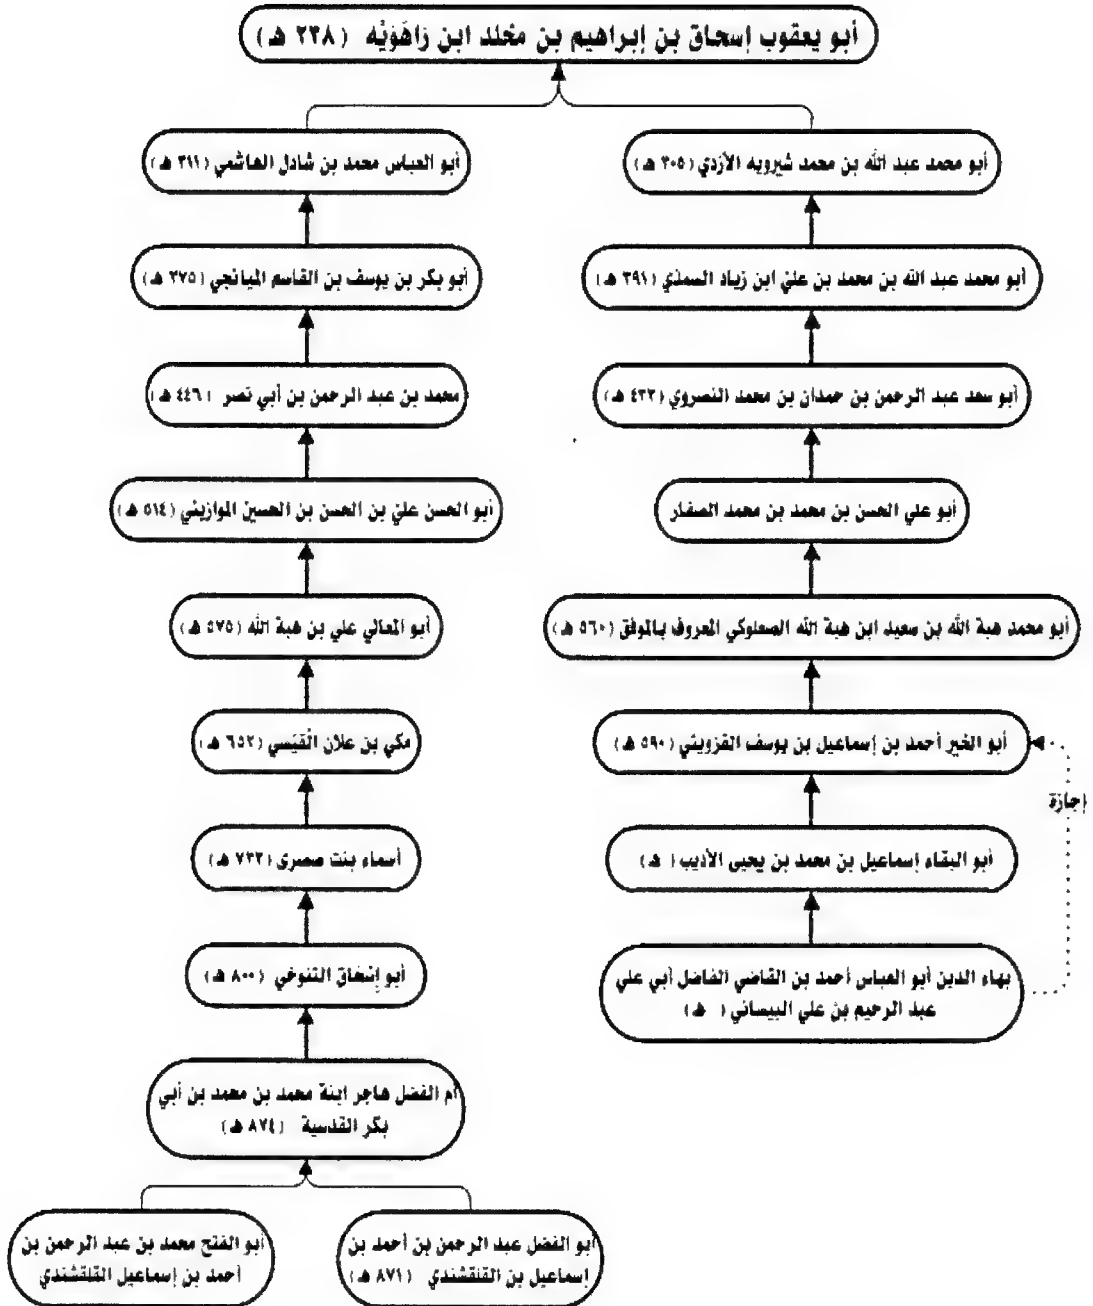 أبو يعقوب إسحاق بن إبراهيم بن مخلد ابن رَاهَوَيْه (٢٣٨ هـ)
أبو محمد عبد الله بن محمد شيرويه الأزدي (٣٠٥ هـ)
أبو محمد عبد الله بن محمد بن علي ابن زياد السمذي (٣٩١ هـ)
أبو سعد عبد الرحمن بن حمدان بن محمد النصروي (٤٣٣ هـ)
أبو علي الحسن بن محمد بن محمد الصفار
أبو محمد هبة الله بن سعيد ابن هبة الله الصعلوكي المعروف بالموفق (٥٦٠ هـ)
أبو الخير أحمد بن إسماعيل بن يوسف القزويني (٥٩٠ هـ)
إجازة
أبو البقاء إسماعيل بن محمد بن يحيى الأديب ( هـ)
بهاء الدين أبو العباس أحمد بن القاضي الفاضل أبي علي
عبد الرحيم بن علي البيساني ( هـ)
أبو العباس محمد بن شادل الهاشمي (٣١١ هـ)
أبو بكر بن يوسف بن القاسم الميانجي (٣٧٥ هـ)
محمد بن عبد الرحمن بن أبي نصر (٤٤٦ هـ)
أبو الحسن علي بن الحسن بن الحسين الموازيني (٥١٤ هـ)
أبو المعالي علي بن هبة الله (٥٧٥ هـ)
مكي بن علان الْقَيْسي (٦٥٢ هـ)
أسماء بنت صصرى (٧٣٣ هـ)
أبو إسحاق التنوخي (٨٠٠ هـ)
أم الفضل هاجر ابنة محمد بن محمد بن أبي
بكر القدسية (٨٧٤ هـ)
أبو الفضل عبد الرحمن بن أحمد بن
إسماعيل بن القلقشندي (٨٧١ هـ)
أبو الفتح محمد بن عبد الرحمن بن
أحمد بن إسماعيل القلقشندي